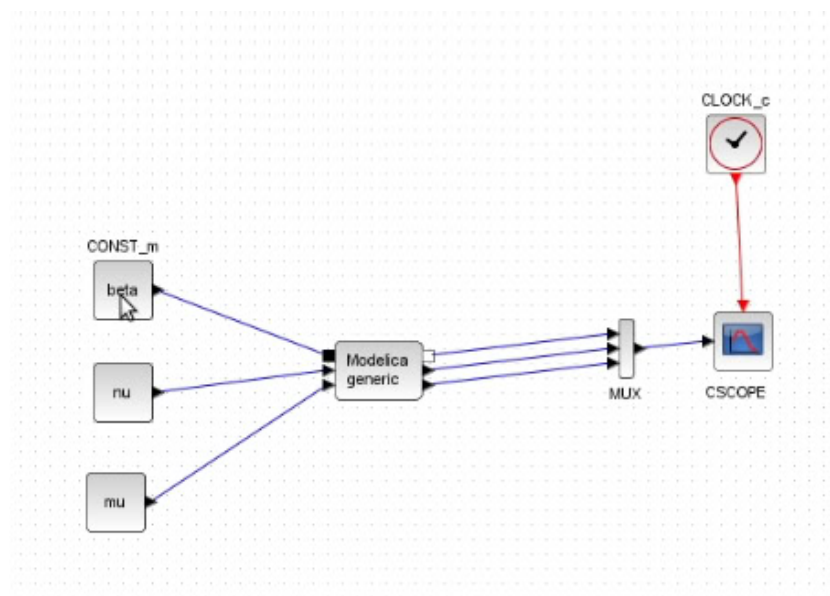 CLOCK_c
CONST_m
beta
Modelica
generic
nu
MUX
CSCOPE
mu